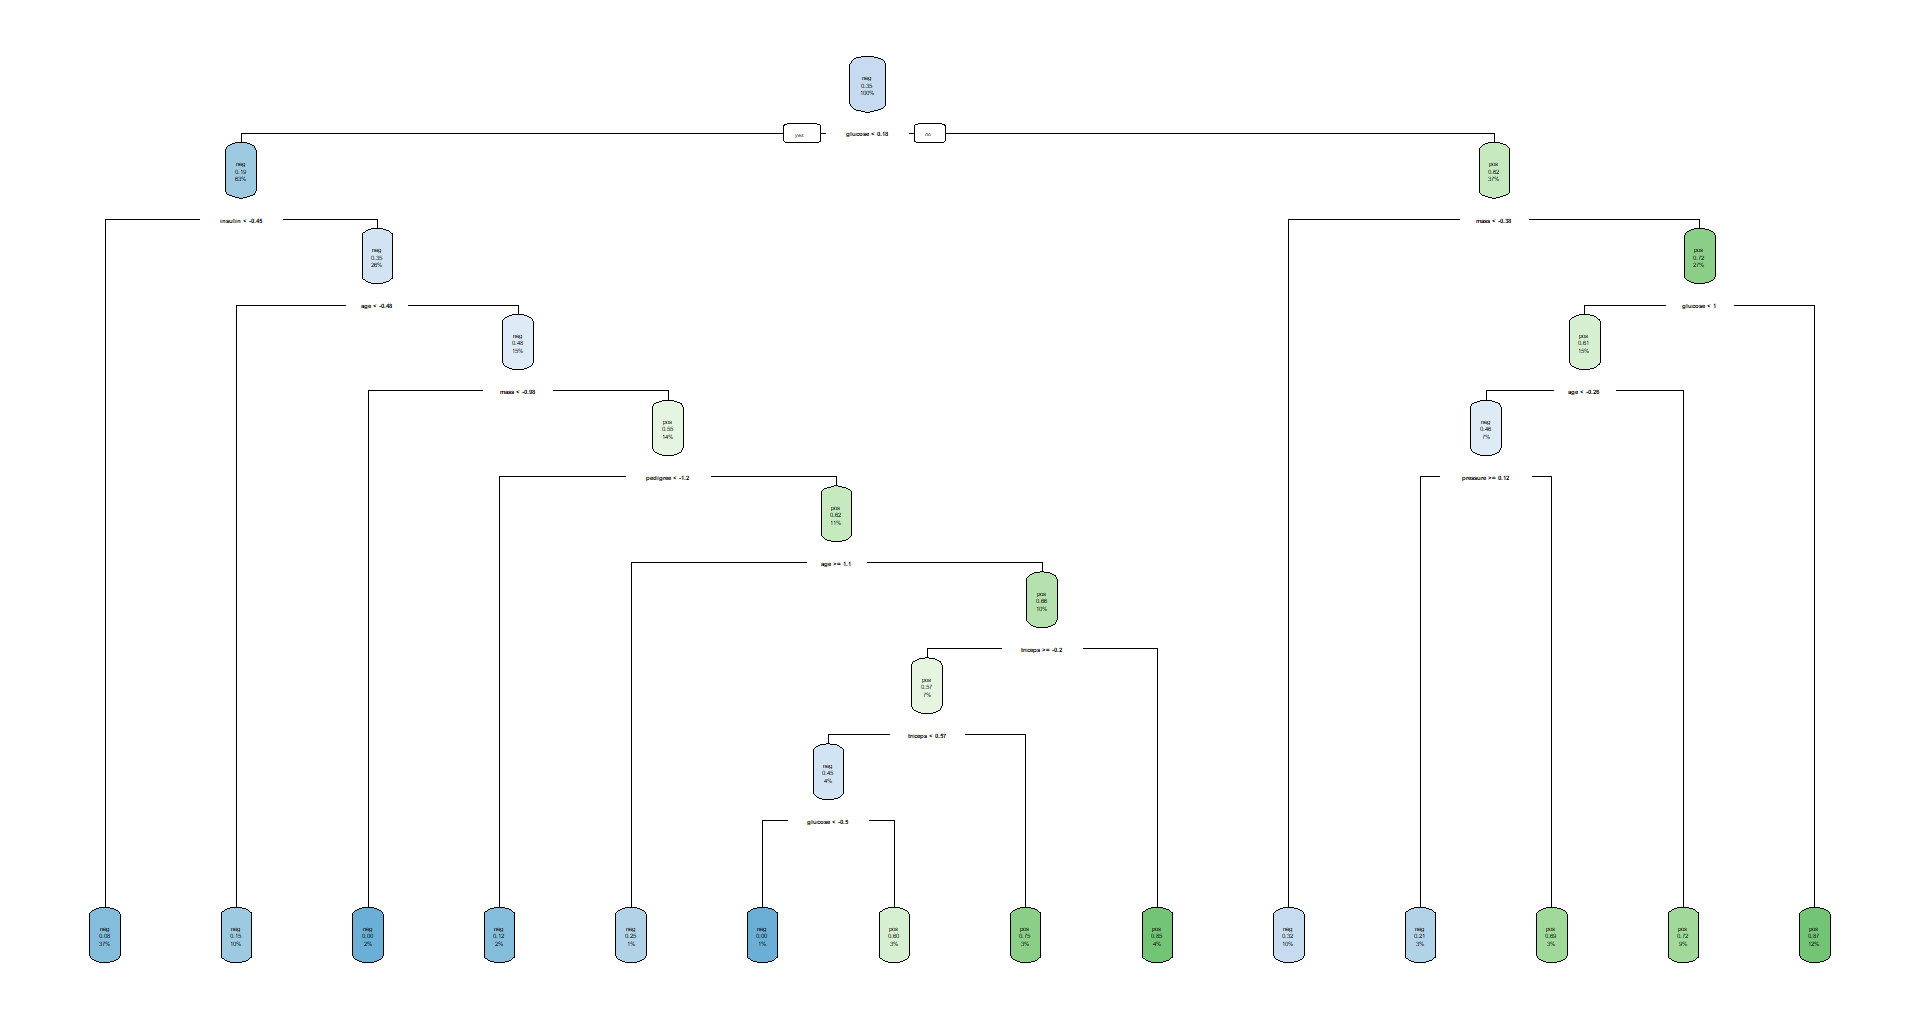 neg
0.35
100%
yes
glucose < 0.18
no
neg
0.19
63%
pos
0.62
37%
insulin < -0.45
mass < -0.38
neg
0.35
26%
pos
0.72
27%
age < -0.48
glucose < 1
neg
0.48
15%
pos
0.61
15%
mass < -0.98
age < -0.26
pos
0.55
14%
neg
0.46
7%
pedigree < -1.2
pressure >= 0.12
pos
0.62
11%
age >= 1.1
pos
0.66
10%
triceps >= -0.2
pos
0.57
7%
triceps < 0.57
neg
0.45
4%
glucose < -0.5
neg
0.08
37%
neg
0.15
10%
neg
0.00
2%
neg
0.12
2%
neg
0.25
1%
neg
0.00
1%
pos
0.60
3%
pos
0.75
3%
pos
0.85
4%
neg
0.32
10%
neg
0.21
3%
pos
0.69
3%
pos
0.72
9%
pos
0.87
12%